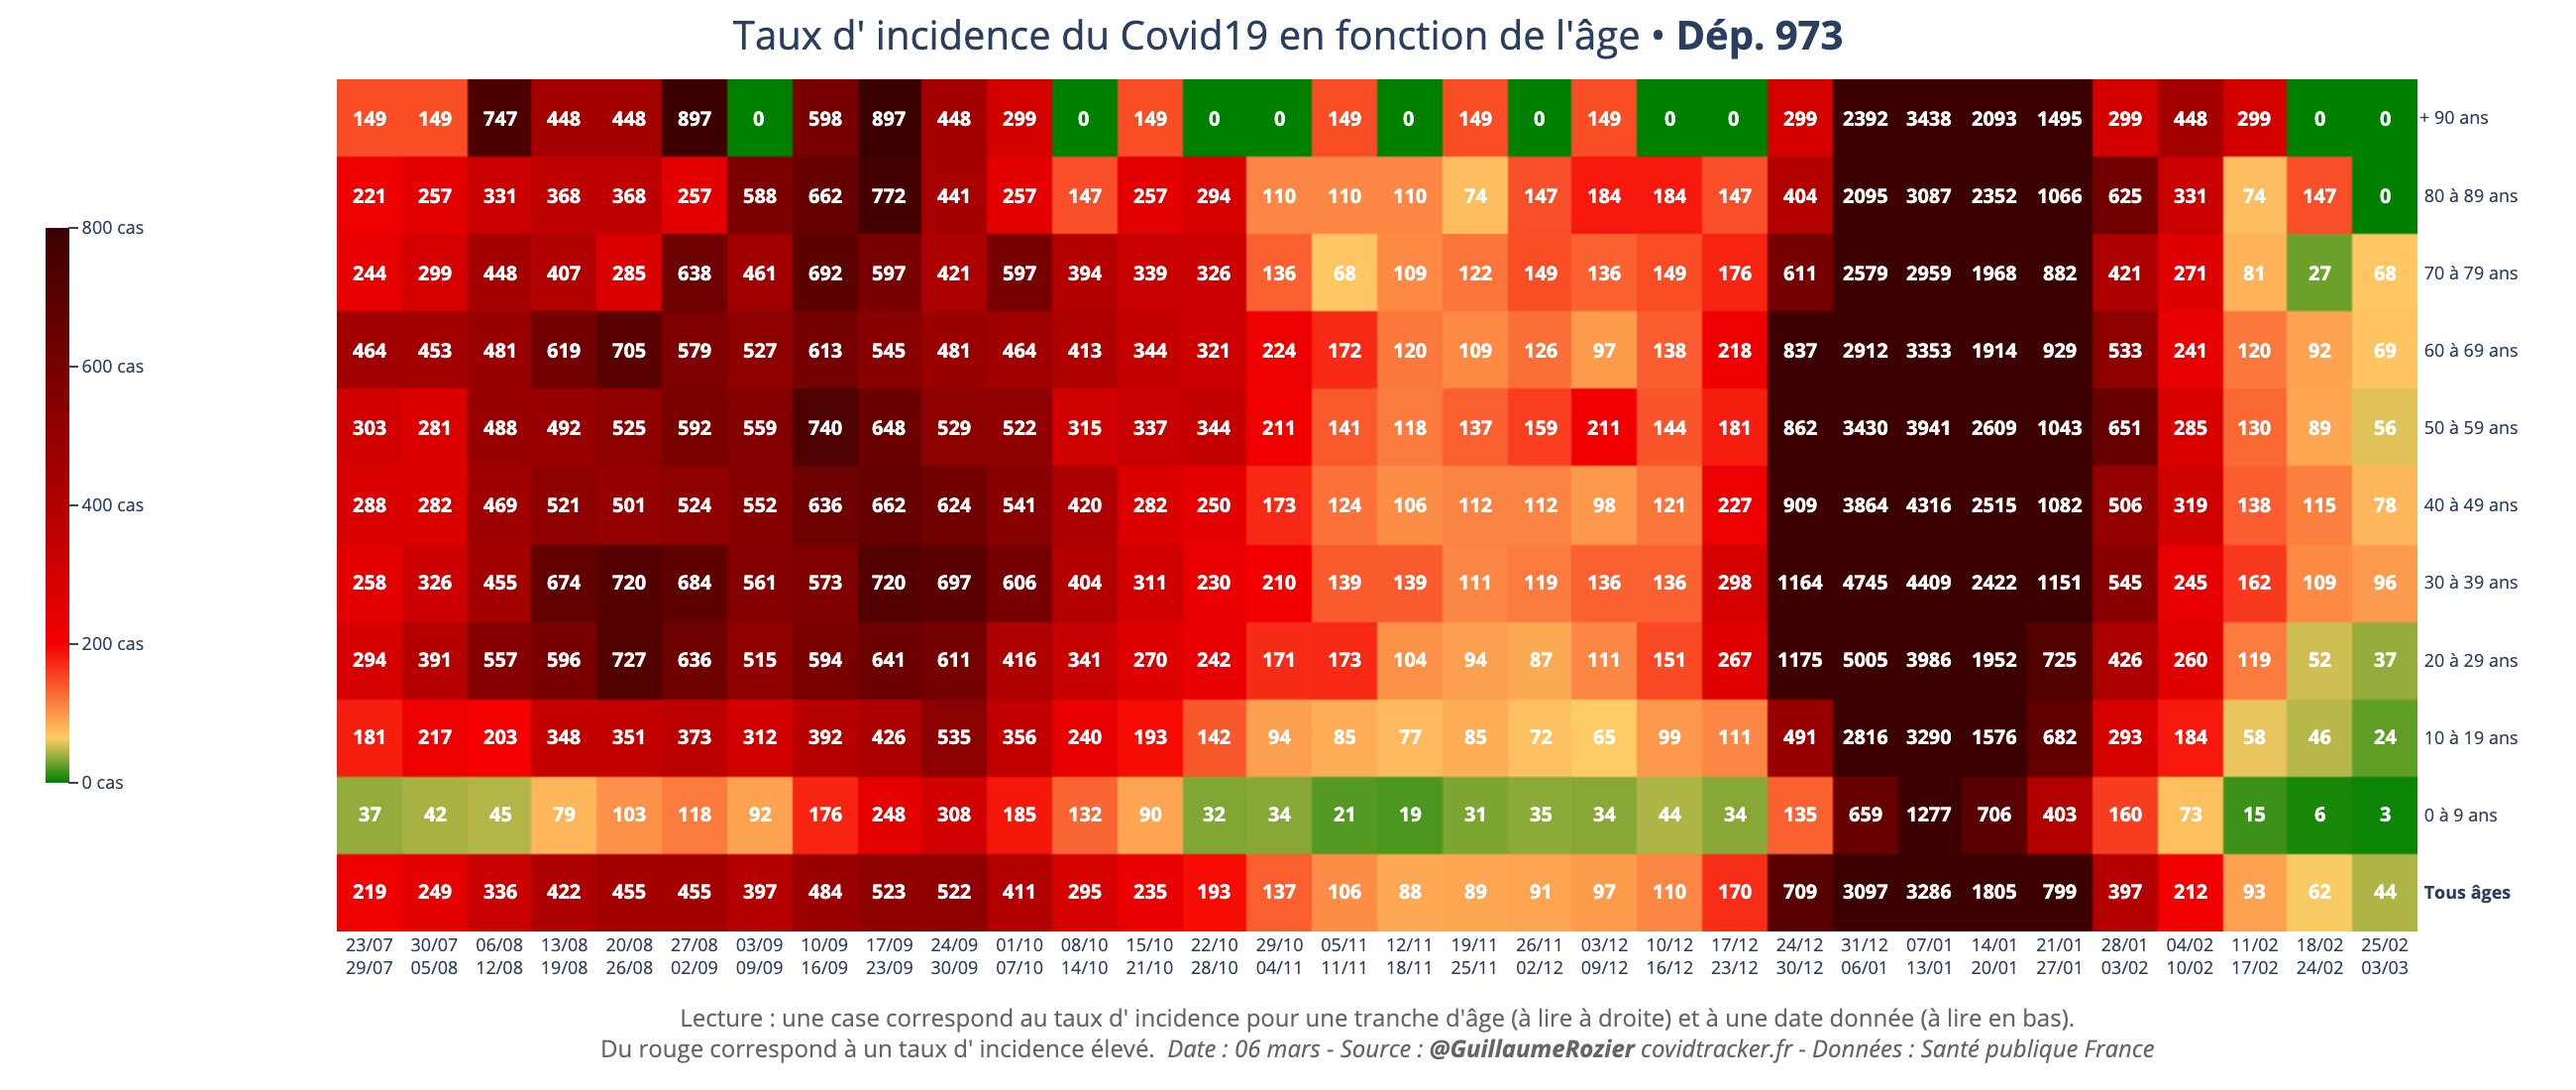 Taux d' incidence du Covid19 en fonction de l'âge • Dép. 973
149 149 747 448 448 897 0 598 897 448 299 0 149 0 0 149 0 149 0 149 0 0 299 2392 3438 2093 1495 299 448 299 0 0 + 90 ans
221 257 331 368 368 257 588 662 772 441 257 147 257 294 110 110 110 74 147 184 184 147 404 2095 3087 2352 1066 625 331 74 147 0 80 à 89 ans
800 cas
244 299 448 407 285 638 461 692 597 421 597 394 339 326 136 68 109 122 149 136 149 176 611 2579 2959 1968 882 421 271 81 27 68 70 à 79 ans
464 453 481 619 705 579 527 613 545 481 464 413 344 321 224 172 120 109 126 97 138 218 837 2912 3353 1914 929 533 241 120 92 69 60 à 69 ans
600 cas
303 281 488 492 525 592 559 740 648 529 522 315 337 344 211 141 118 137 159 211 144 181 862 3430 3941 2609 1043 651 285 130 89 56 50 à 59 ans
400 cas
288 282 469 521 501 524 552 636 662 624 541 420 282 250 173 124 106 112 112 98 121 227 909 3864 4316 2515 1082 506 319 138 115 78 40 à 49 ans
258 326 455 674 720 684 561 573 720 697 606 404 311 230 210 139 139 111 119 136 136 298 1164 4745 4409 2422 1151 545 245 162 109 96 30 à 39 ans
200 cas
294 391 557 596 727 636 515 594 641 611 416 341 270 242 171 173 104 94 87 111 151 267 1175 5005 3986 1952 725 426 260 119 52 37 20 à 29 ans
181 217 203 348 351 373 312 392 426 535 356 240 193 142 94 85 77 85 72 65 99 111 491 2816 3290 1576 682 293 184 58 46 24 10 à 19 ans
0 cas
37 42 45 79 103 118 92 176 248 308 185 132 90 32 34 21 19 31 35 34 44 34 135 659 1277 706 403 160 73 15 6 3 0 à 9 ans
219 249 336 422 455 455 397 484 523 522 411 295 235 193 137 106 88 89 91 97 110 170 709 3097 3286 1805 799 397 212 93 62 44 Tous âges
23/07 30/07 06/08 13/08 20/08 27/08 03/09 10/09 17/09 24/09 01/10 08/10 15/10 22/10 29/10 05/11 12/11 19/11 26/11 03/12 10/12 17/12 24/12 31/12 07/01 14/01 21/01 28/01 04/02 11/02 18/02 25/02
29/07 05/08 12/08 19/08 26/08 02/09 09/09 16/09 23/09 30/09 07/10 14/10 21/10 28/10 04/11 11/11 18/11 25/11 02/12 09/12 16/12 23/12 30/12 06/01 13/01 20/01 27/01 03/02 10/02 17/02 24/02 03/03
Lecture : une case correspond au taux d' incidence pour une tranche d'âge (à lire à droite) et à une date donnée (à lire en bas).
Du rouge correspond à un taux d' incidence élevé. Date : 06 mars - Source : @GuillaumeRozier covidtracker.fr - Données : Santé publique France